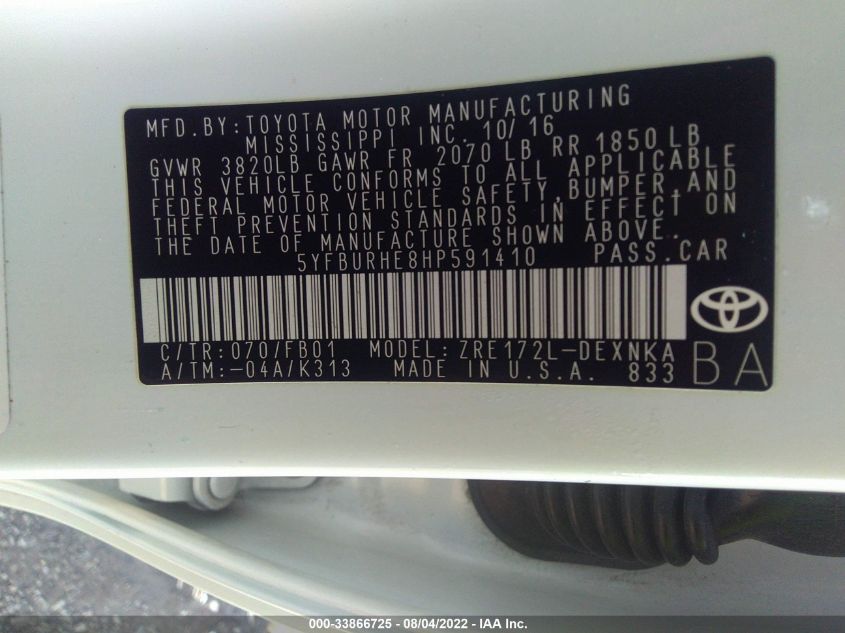 MFD.BY:TOYOTA MOTOR MANUFACTURING
MISSISSIPPI INC. 10/16
GVWR 3820LB GAWR FR 2070 LB RR 1850 LB
THIS VEHICLE CONFORMS TO ALL APPLICABLE
FEDERAL MOTOR VEHICLE SAFETY,BUMPER,AND
THEFT PREVENTION STANDARDS IN EFFECT ON
THE DATE OF MANUFACTURE SHOWN ABOVE.
5YFBURHE8HP591410 PASS.CAR
C/TR:070/FB01 MODEL:ZRE172L-DEXNKA
A/TM:-04A/K313 MADE IN U.S.A. 833
BA
000-33866725 - 08/04/2022 - IAA Inc.